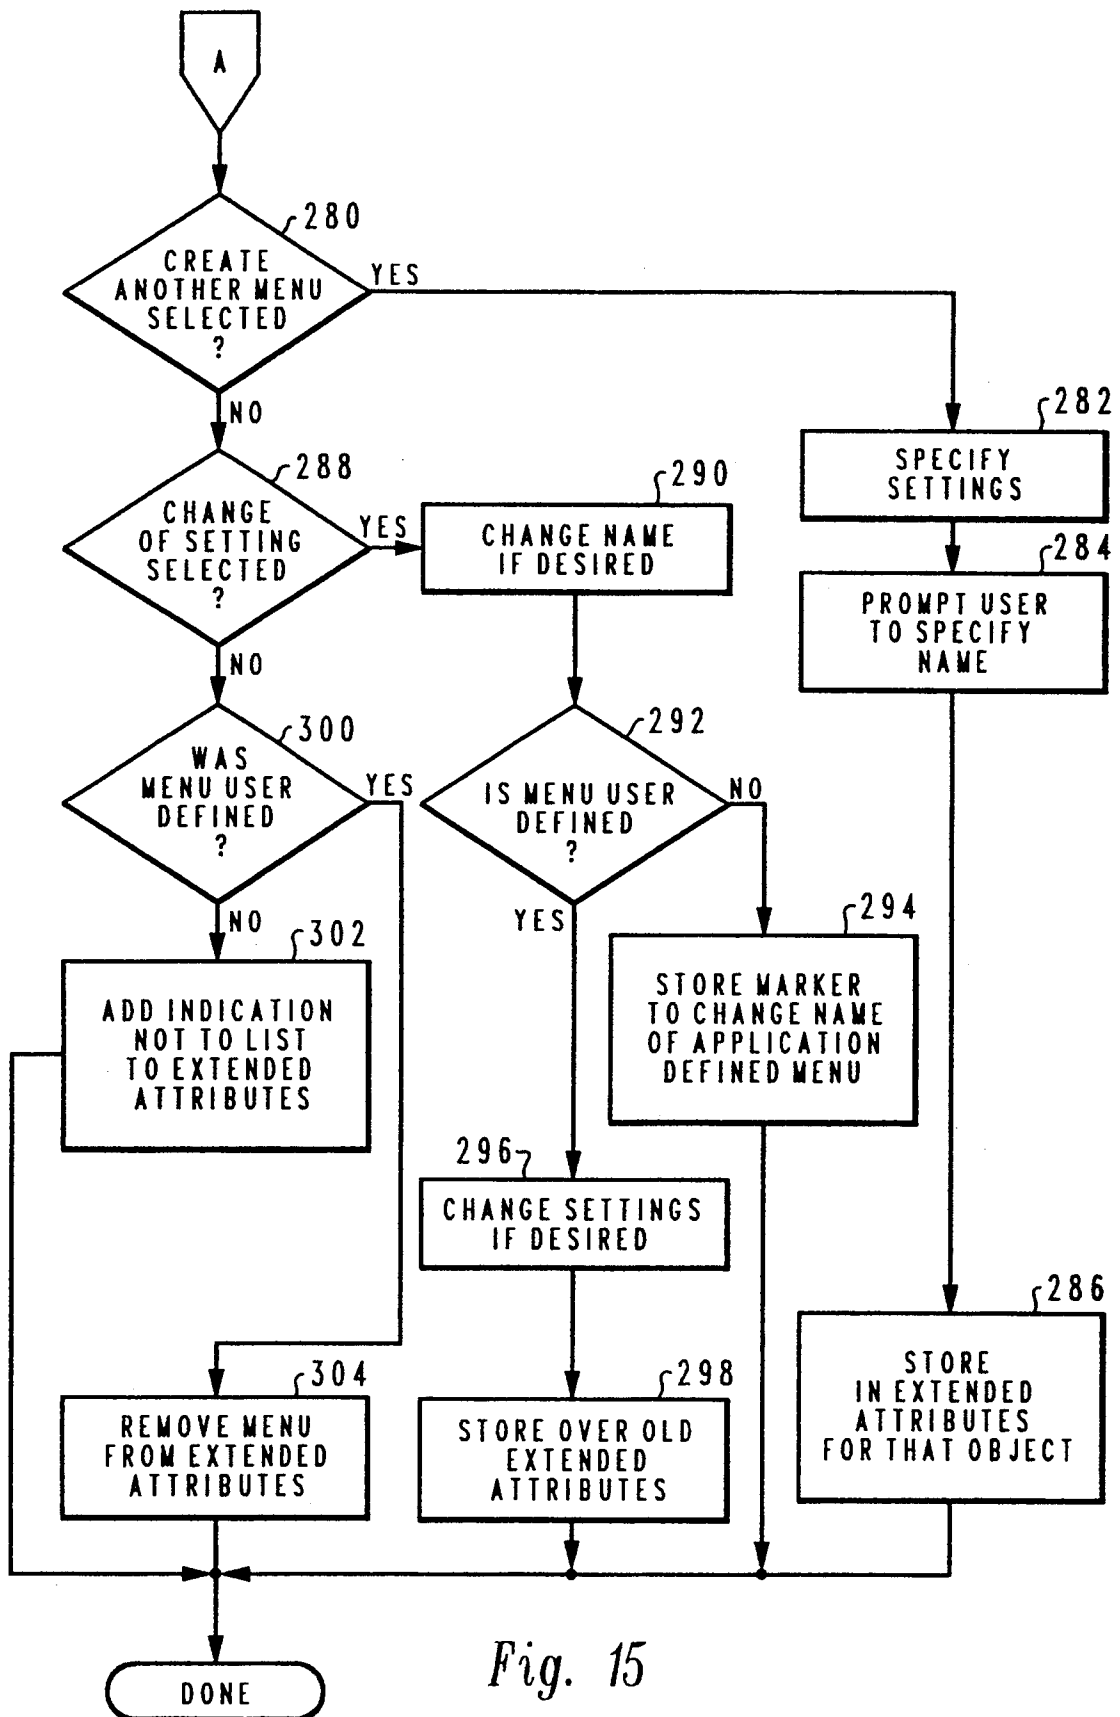 A
280
CREATE
ANOTHER MENU
SELECTED
?
YES
NO
282
SPECIFY
SETTINGS
288
CHANGE
OF SETTING
SELECTED
?
YES
NO
290
CHANGE NAME
IF DESIRED
284
PROMPT USER
TO SPECIFY
NAME
300
WAS
MENU USER
DEFINED
?
YES
NO
292
IS MENU USER
DEFINED
?
NO
YES
302
ADD INDICATION
NOT TO LIST
TO EXTENDED
ATTRIBUTES
294
STORE MARKER
TO CHANGE NAME
OF APPLICATION
DEFINED MENU
296
CHANGE SETTINGS
IF DESIRED
286
STORE
IN EXTENDED
ATTRIBUTES
FOR THAT OBJECT
304
REMOVE MENU
FROM EXTENDED
ATTRIBUTES
298
STORE OVER OLD
EXTENDED
ATTRIBUTES
DONE
Fig. 15